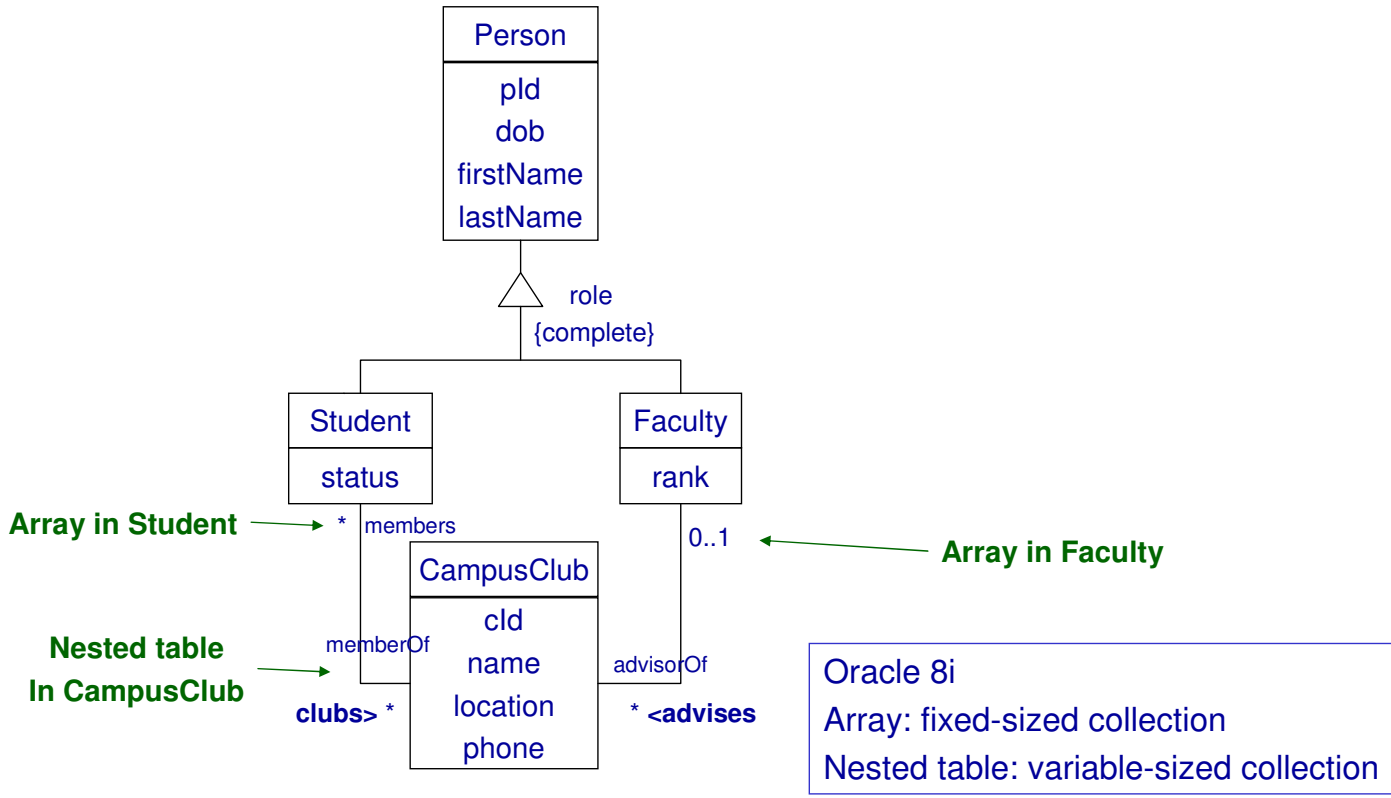 Person
pId
dob
firstName
lastName
role
{complete}
Student
status
Faculty
rank
Array in Student
* members
0..1
Array in Faculty
CampusClub
cId
name
location
phone
Nested table
In CampusClub
memberOf
clubs> *
advisorOf
* <advises
Oracle 8i
Array: fixed-sized collection
Nested table: variable-sized collection